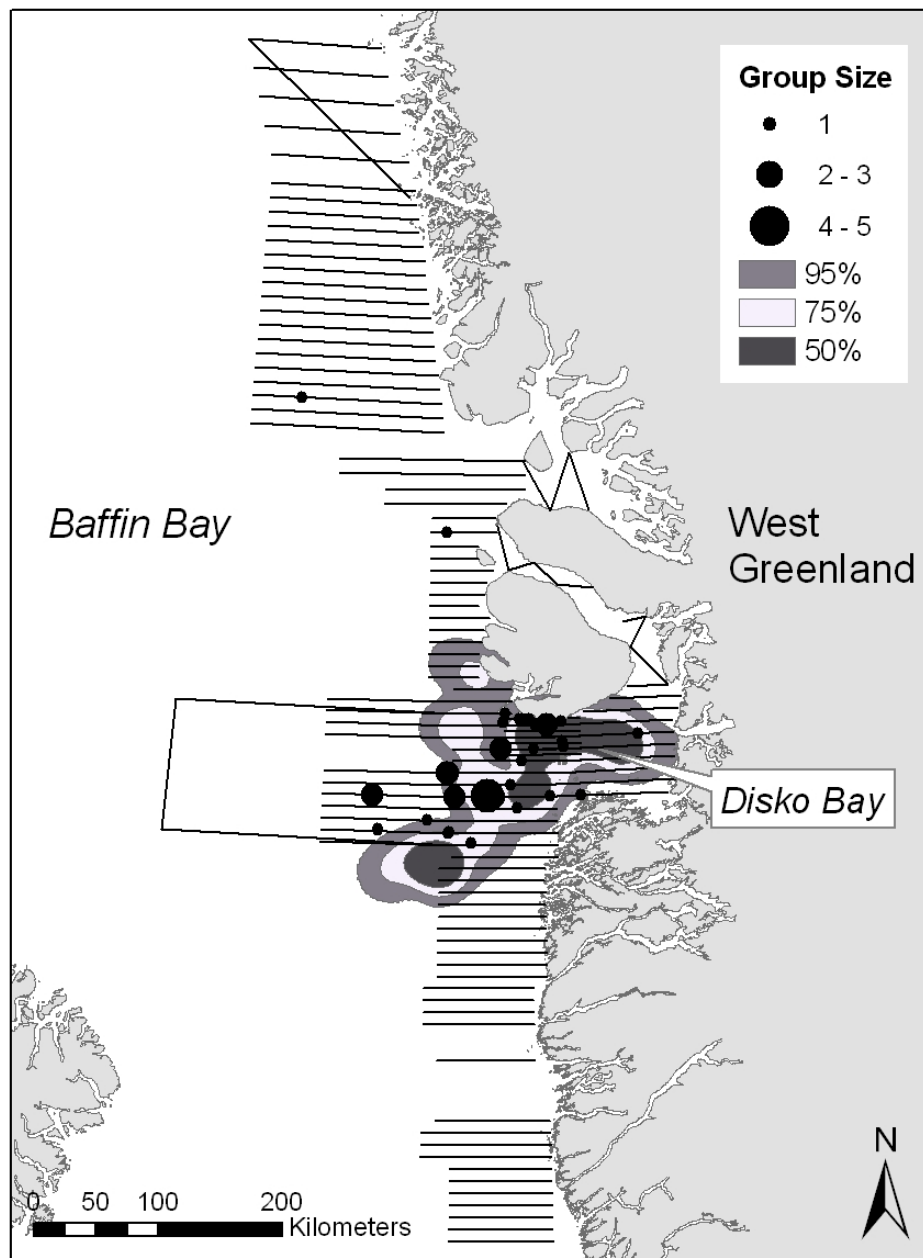 Group Size
1
2 - 3
4 - 5
95%
75%
50%
Baffin Bay
West
Greenland
Disko Bay
N
0 50 100 200
Kilometers